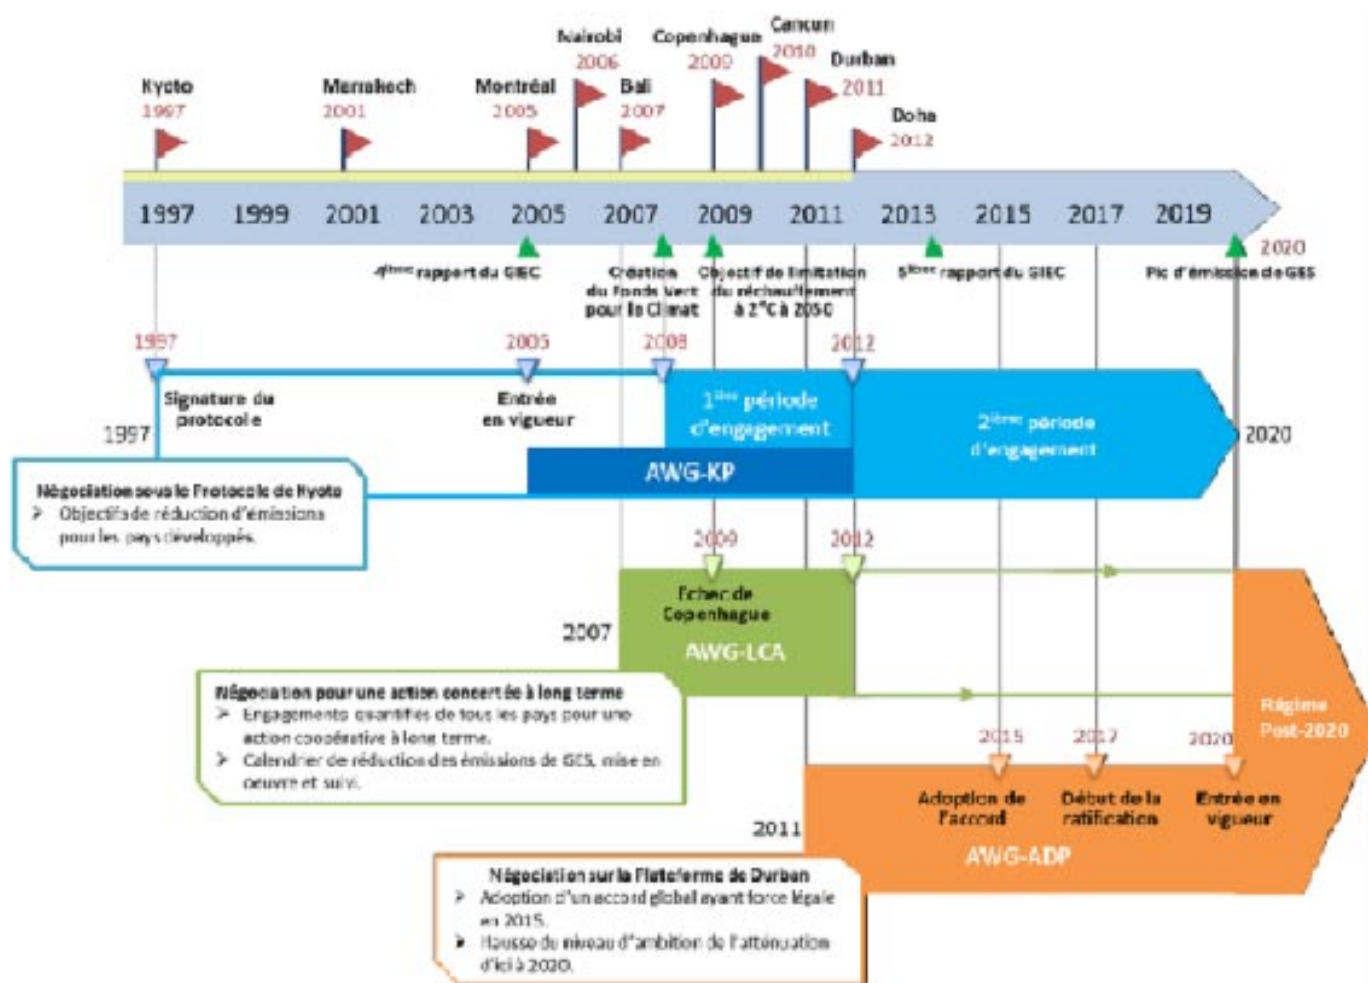 Nairobi
2006
Copenhague
2009
Cancun
2010
Durban
2011
Kyoto
1997
Marrakech
2001
Montréal
2005
Bali
2007
Doha
2012
1997 1999 2001 2003 2005 2007 2009 2011 2013 2015 2017 2019
2020
4ième rapport du GIEC
Création
du Fonds Vert
pour le Climat
Objectif de limitation
du réchauffement
à 2°C à 2050
5ième rapport du GIEC
Pic d'émission de GES
1997
2005
2008
2012
Signature du
protocole
Entrée
en vigueur
1ière période
d'engagement
2ième période
d'engagement
1997
2020
AWG-KP
Négociation sous le Protocole de Kyoto
➢ Objectifs de réduction d'émissions
pour les pays développés.
2009
2012
Echec de
Copenhague
2007
AWG-LCA
Négociation pour une action concertée à long terme
➢ Engagements quantifiés de tous les pays pour une
action coopérative à long terme.
➢ Calendrier de réduction des émissions de GES, mise en
oeuvre et suivi.
Régime
Post-2020
2015
2017
2020
Adoption de
l'accord
Début de la
ratification
Entrée en
vigueur
2011
AWG-ADP
Négociation sur la Plateforme de Durban
➢ Adoption d'un accord global ayant force légale
en 2015.
➢ Hausse du niveau d'ambition de l'atténuation
d'ici à 2020.